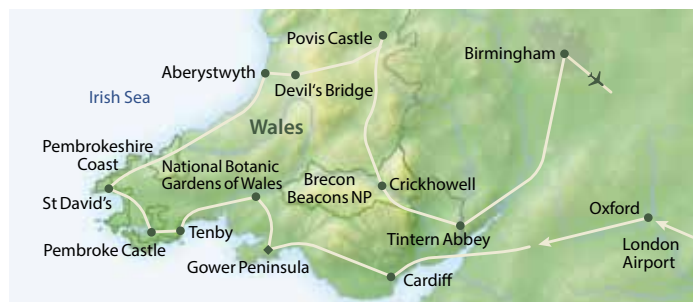 Povis Castle
Birmingham
Aberystwyth
Devil's Bridge
Irish Sea
Wales
Pembrokeshire
Coast
National Botanic
Gardens of Wales
Brecon
Beacons NP
Crickhowell
St David's
Oxford
Pembroke Castle
Tenby
Tintern Abbey
London
Airport
Gower Peninsula
Cardiff